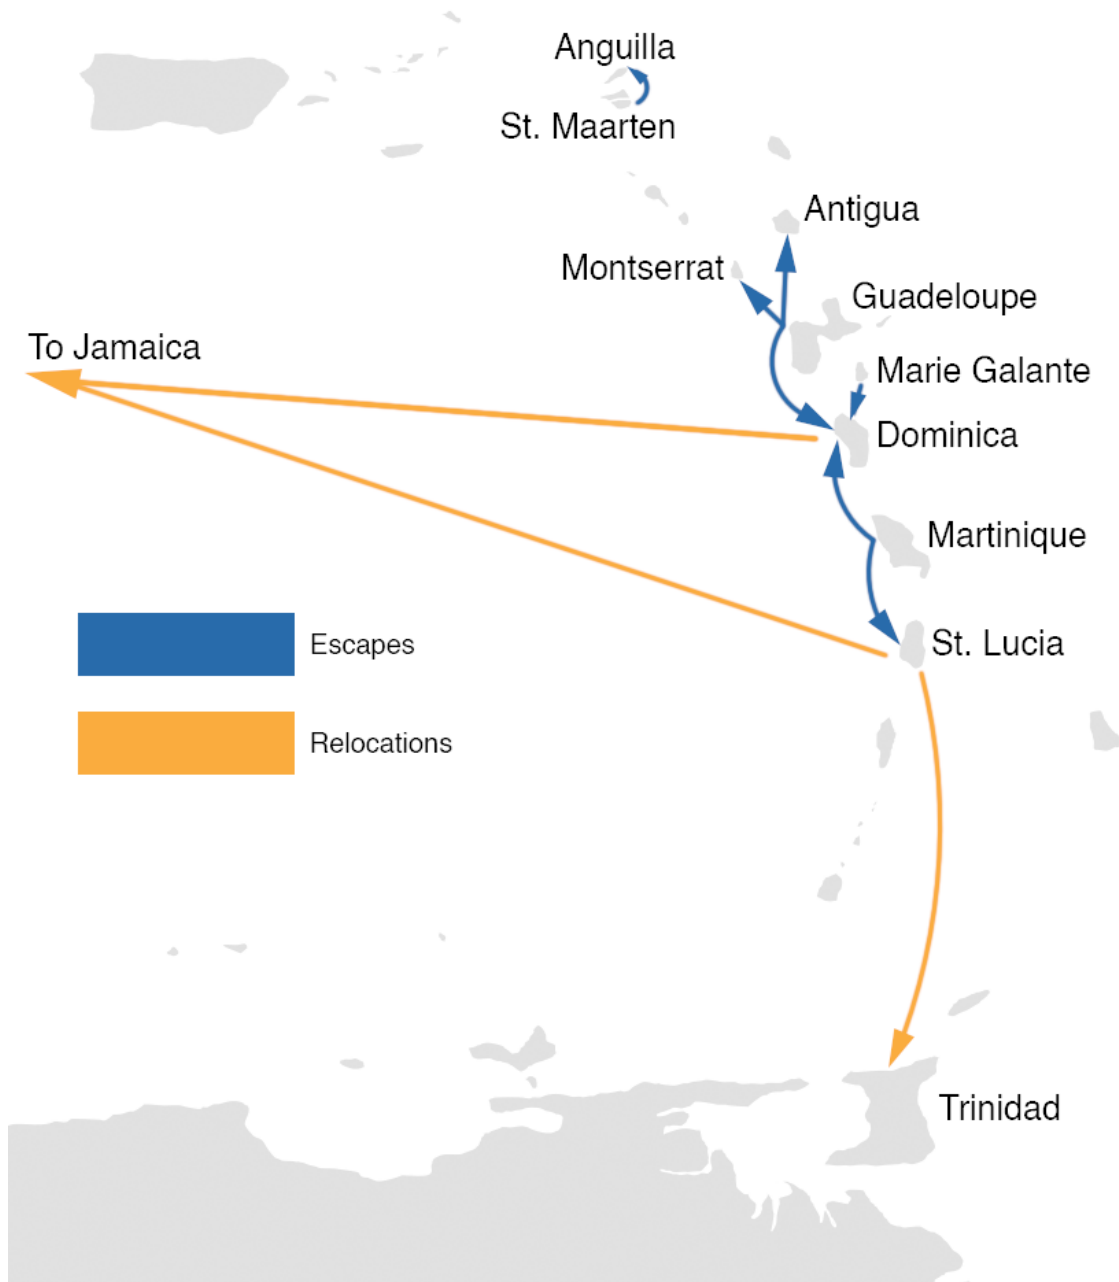 Anguilla
St. Maarten
Antigua
Montserrat
Guadeloupe
To Jamaica
Marie Galante
Dominica
Martinique
St. Lucia
Escapes
Relocations
Trinidad